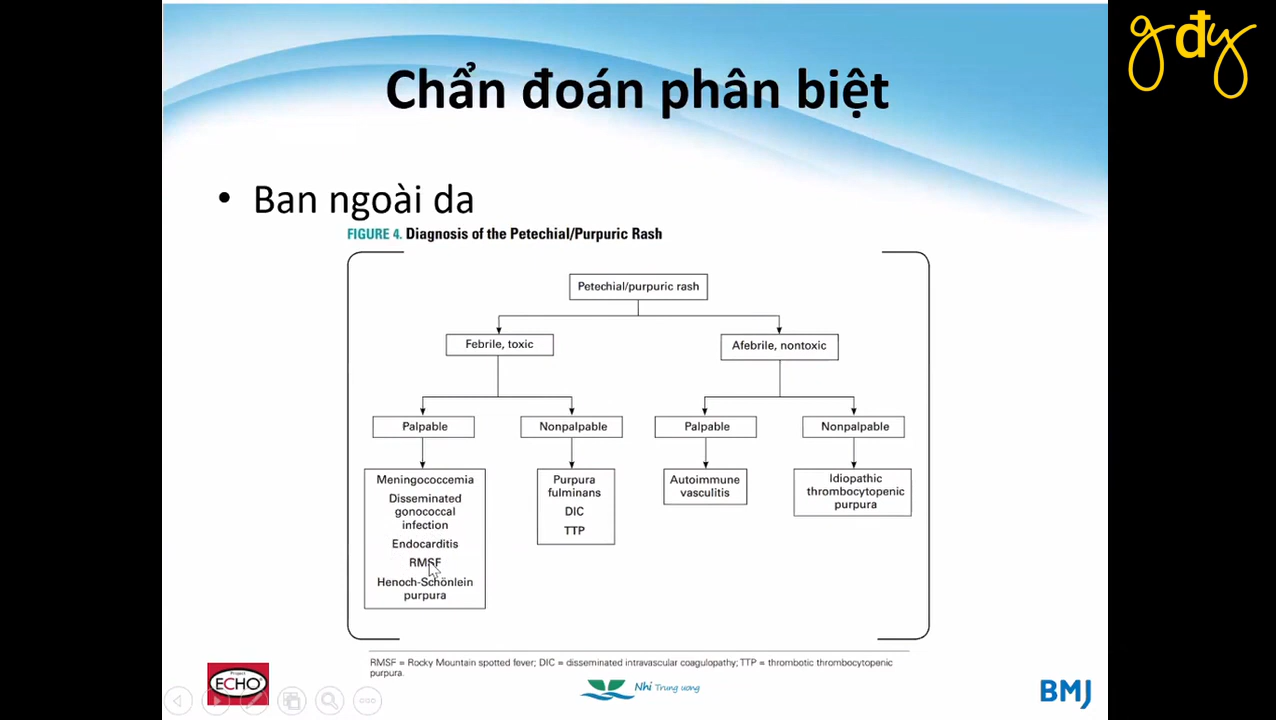 gđy
Chẩn đoán phân biệt
• Ban ngoài da
FIGURE 4. Diagnosis of the Petechial/Purpuric Rash
Petechial/purpuric rash
Febrile, toxic
Afebrile, nontoxic
Palpable
Nonpalpable
Palpable
Nonpalpable
Meningococcemia
Disseminated
gonococcal
infection
Endocarditis
RMSF
Henoch-Schönlein
purpura
Purpura
fulminans
DIC
TTP
Autoimmune
vasculitis
Idiopathic
thrombocytopenic
purpura
RMSF = Rocky Mountain spotted fever; DIC = disseminated intravascular coagulopathy; TTP = thrombotic thrombocytopenic
purpura.
Project
ECHO
Nhi Trung ương
BMJ